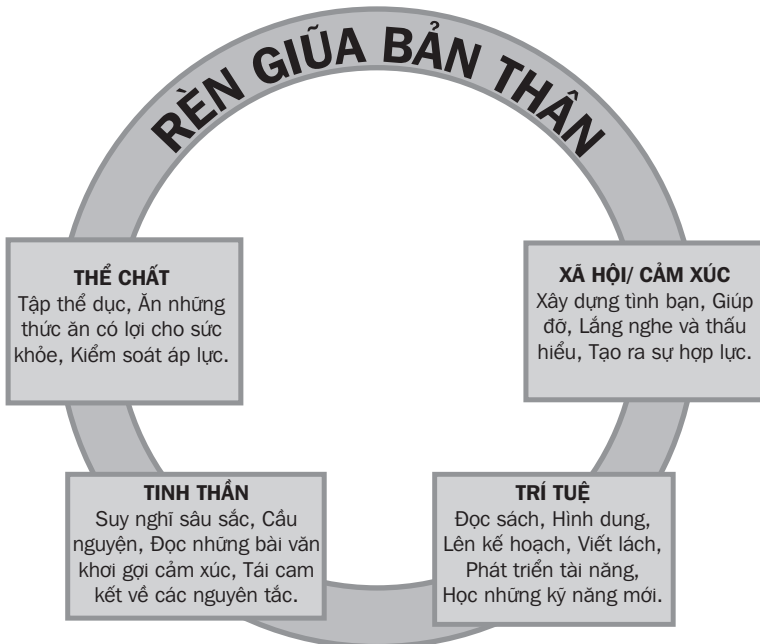 RÈN GIŨA BẢN THÂN
THỂ CHẤT
Tập thể dục, Ăn những
thức ăn có lợi cho sức
khỏe, Kiểm soát áp lực.
XÃ HỘI/ CẢM XÚC
Xây dựng tình bạn, Giúp
đỡ, Lắng nghe và thấu
hiểu, Tạo ra sự hợp lực.
TINH THẦN
Suy nghĩ sâu sắc, Cầu
nguyện, Đọc những bài văn
khơi gợi cảm xúc, Tái cam
kết về các nguyên tắc.
TRÍ TUỆ
Đọc sách, Hình dung,
Lên kế hoạch, Viết lách,
Phát triển tài năng,
Học những kỹ năng mới.